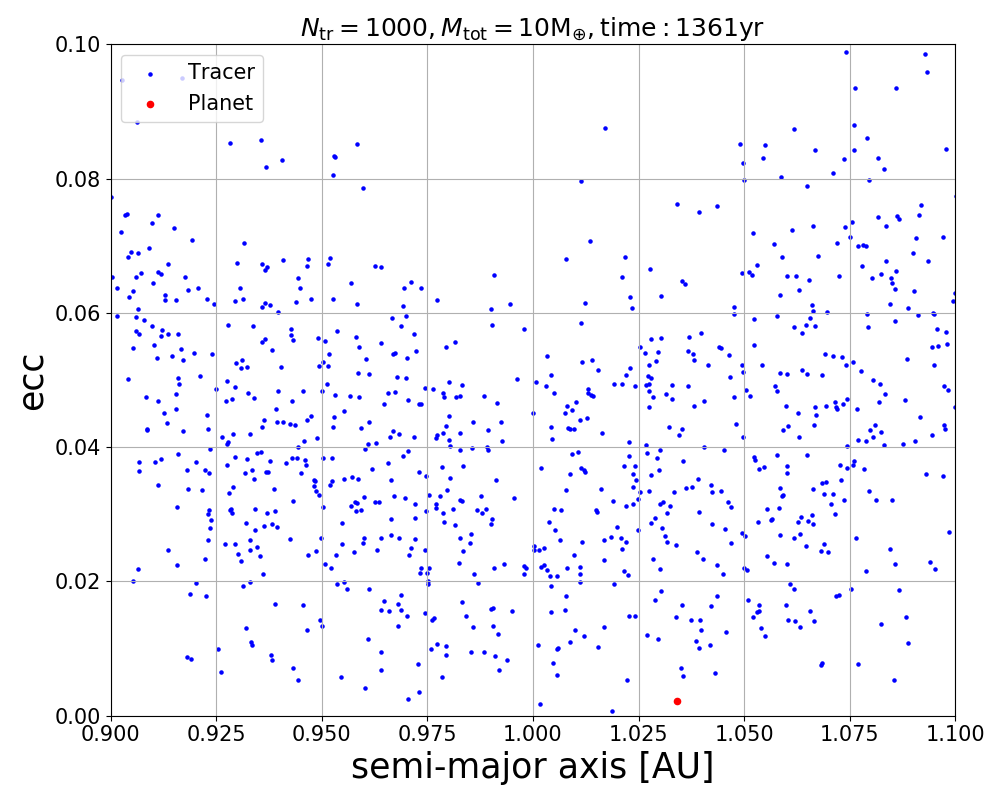 N_tr = 1000, M_tot = 10M_⊕, time : 1361yr
Tracer
Planet
ecc
0.10
0.08
0.06
0.04
0.02
0.00
0.900 0.925 0.950 0.975 1.000 1.025 1.050 1.075 1.100
semi-major axis [AU]